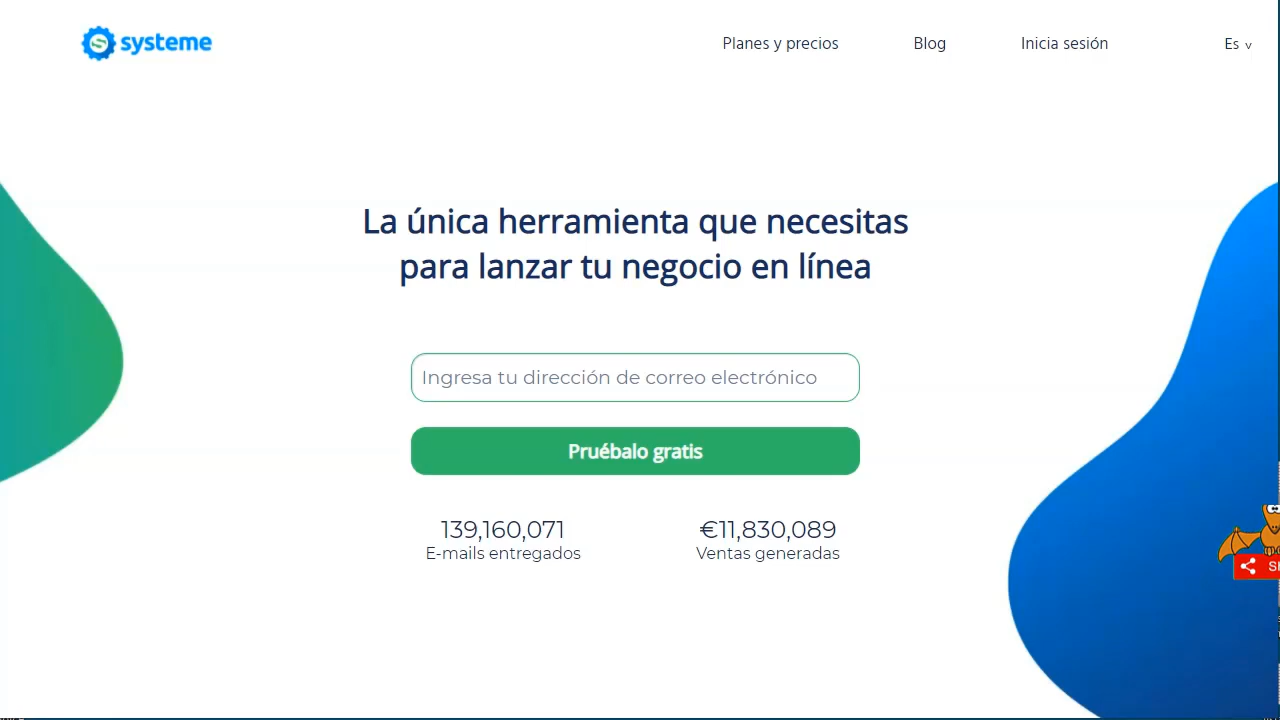 systeme
Planes y precios
Blog
Inicia sesión
Es v
La única herramienta que necesitas
para lanzar tu negocio en línea
Ingresa tu dirección de correo electrónico
Pruébalo gratis
139,160,071
€11,830,089
E-mails entregados
Ventas generadas